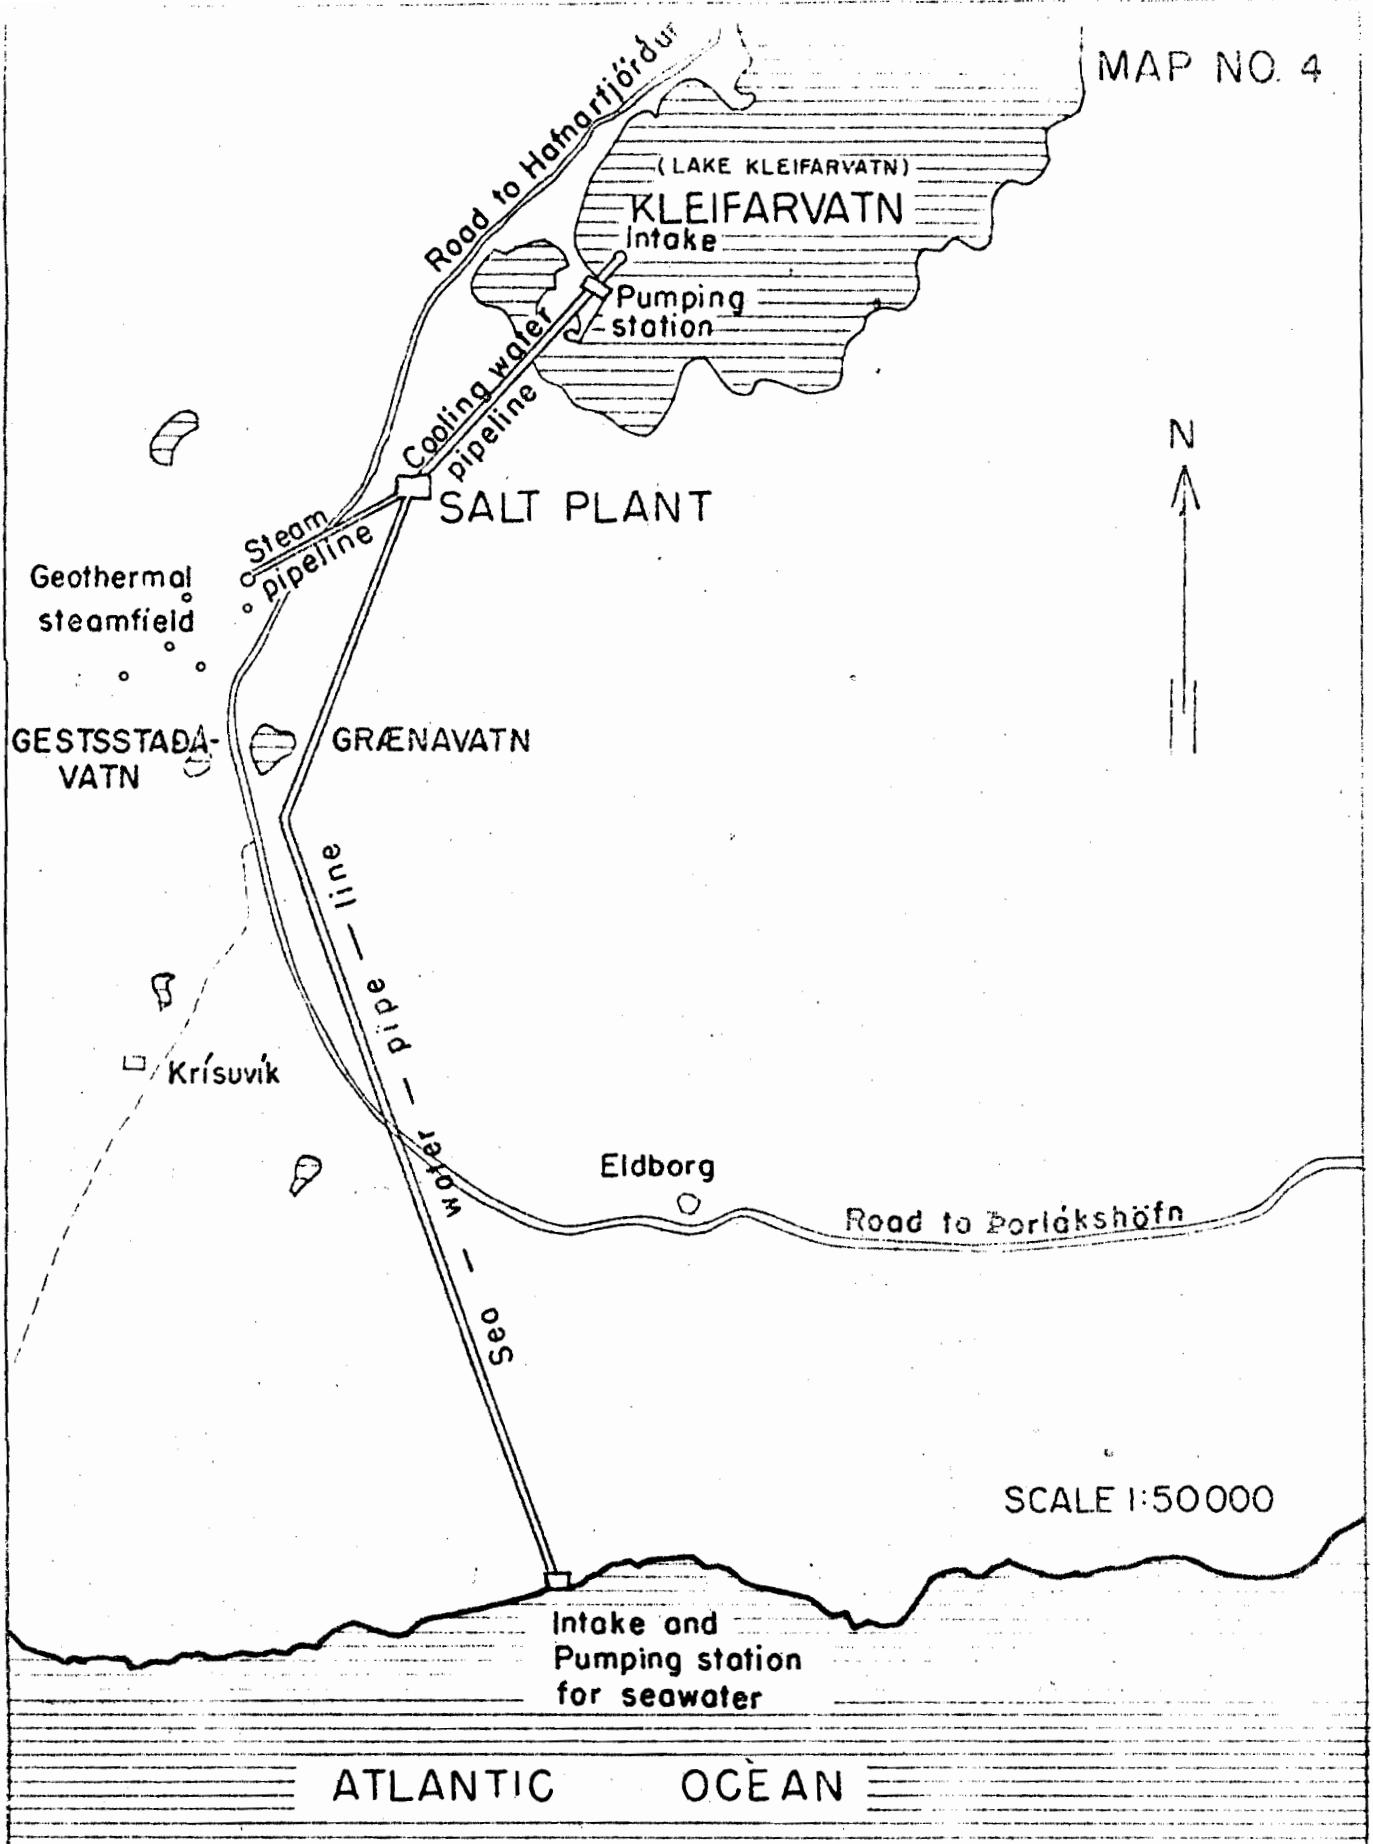 MAP NO. 4
Road to Hafnarfjörður
(LAKE KLEIFARVATN)
KLEIFARVATN
Intake
Pumping
station
Cooling water
pipeline
N
SALT PLANT
Steam
pipeline
Geothermal
steamfield
GESTSSTAÐA-
VATN
GRÆNAVATN
Sea — water — pipe — line
Krísuvík
Eldborg
Road to Þorlákshöfn
SCALE 1:50000
Intake and
Pumping station
for seawater
ATLANTIC OCEAN